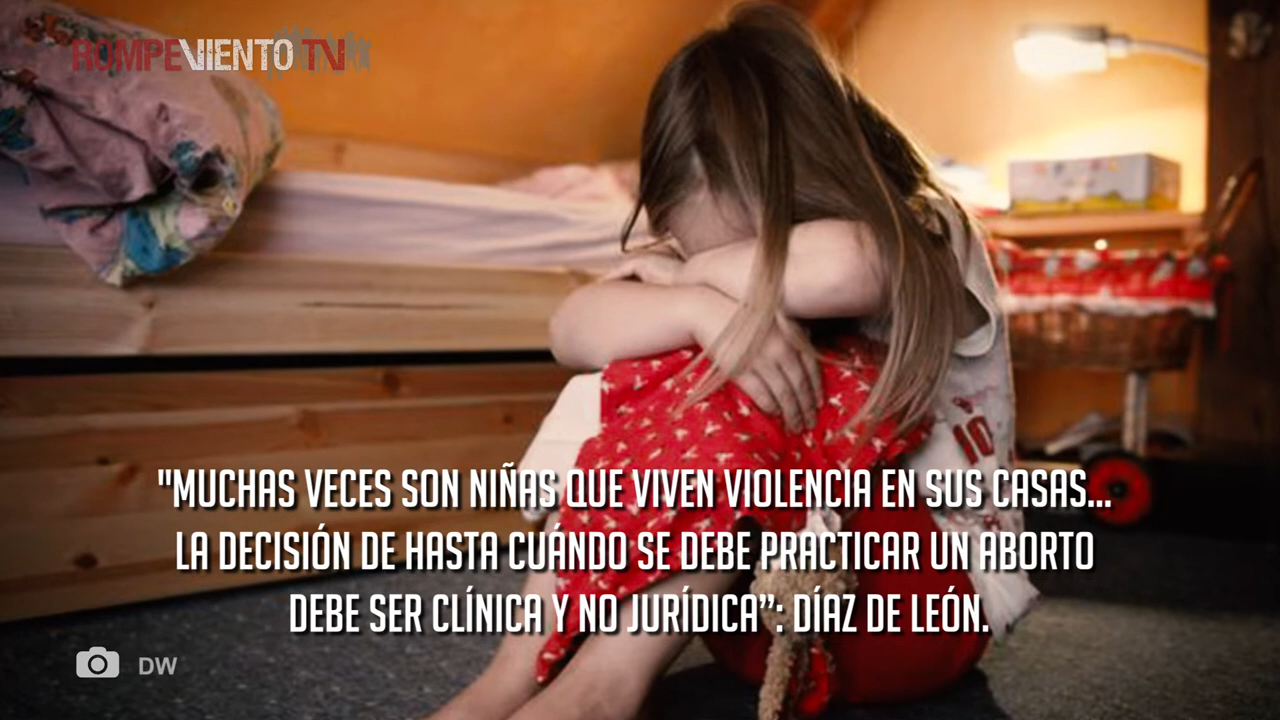 ROMPEVIENTO TV
10
"MUCHAS VECES SON NIÑAS QUE VIVEN VIOLENCIA EN SUS CASAS...
LA DECISIÓN DE HASTA CUÁNDO SE DEBE PRACTICAR UN ABORTO
DEBE SER CLÍNICA Y NO JURÍDICA”: DÍAZ DE LEÓN.
DW